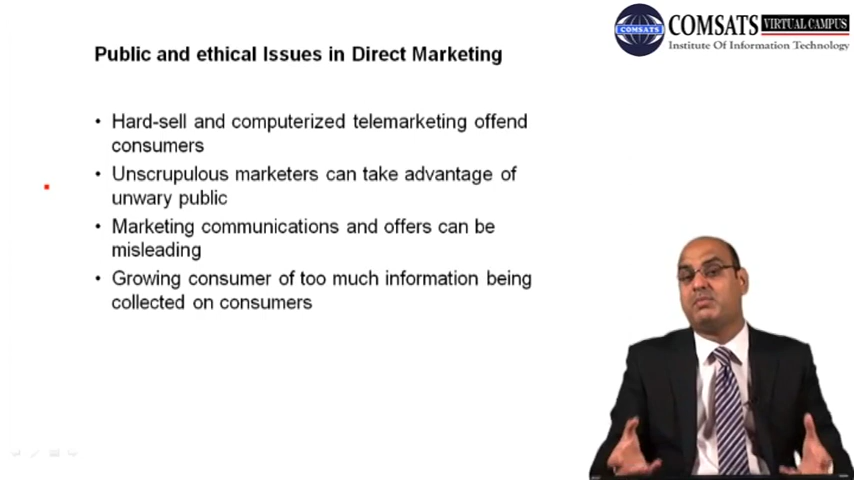 COMSATS VIRTUAL CAMPUS
COMSATS
Institute Of Information Technology
Public and ethical Issues in Direct Marketing
• Hard-sell and computerized telemarketing offend
consumers
• Unscrupulous marketers can take advantage of
unwary public
• Marketing communications and offers can be
misleading
• Growing consumer of too much information being
collected on consumers